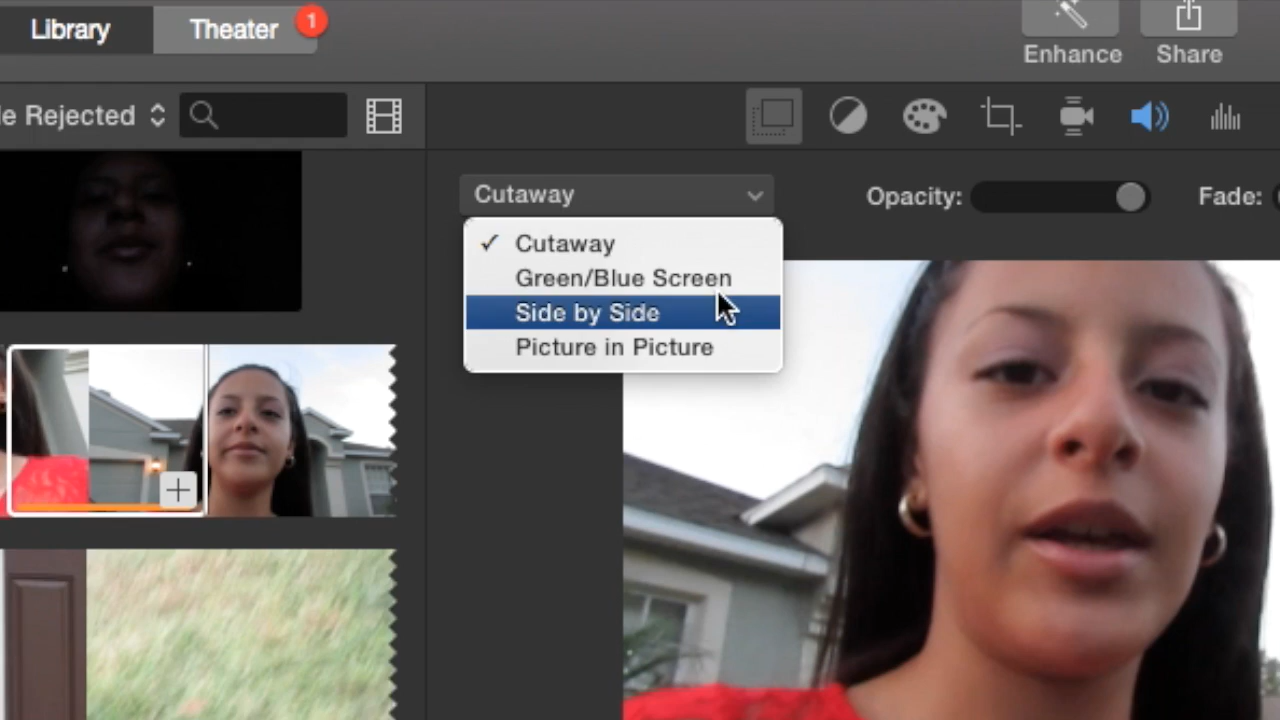 Library
Theater
1
Enhance
Share
e Rejected
Cutaway
Opacity:
Fade:
✓ Cutaway
Green/Blue Screen
Side by Side
Picture in Picture